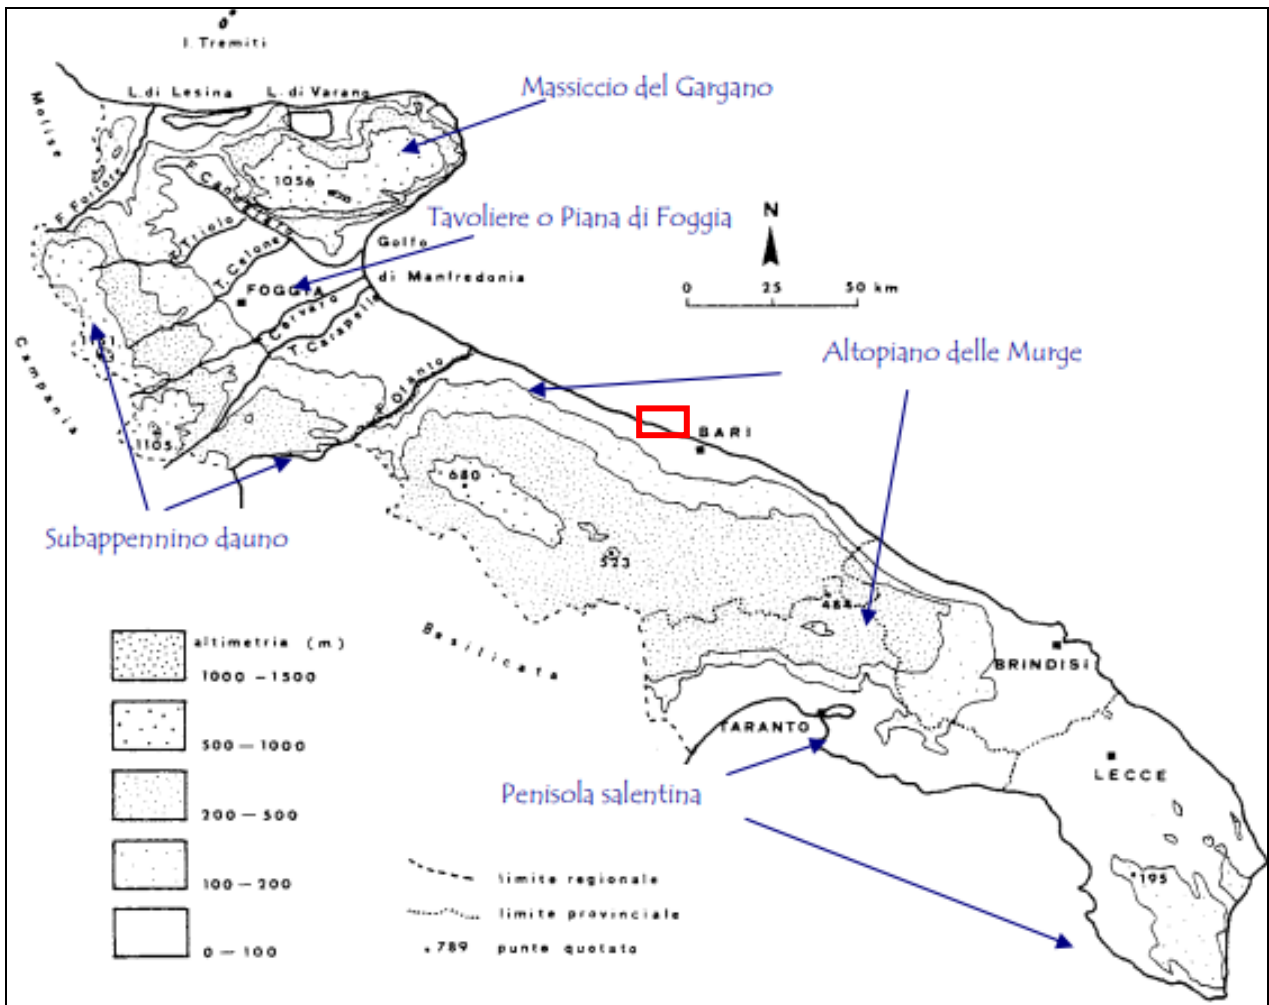 I. Tremiti
L. di Lesina
L. di Varano
Massiccio del Gargano
Molise
F. Fortore
F. Candelaro
1056
Tavoliere o Piana di Foggia
N
T. Triolo
T. Celone
Golfo
di Manfredonia
FOGGIA
0 25 50 km
T. Cervaro
T. Carapelle
Campania
Altopiano delle Murge
F. Ofanto
1105
BARI
680
Subappennino dauno
523
484
Basilicata
altimetria (m)
1000-1500
BRINDISI
TARANTO
500-1000
LECCE
Penisola salentina
200-500
195
100-200
limite regionale
limite provinciale
0-100
.789 punto quotato